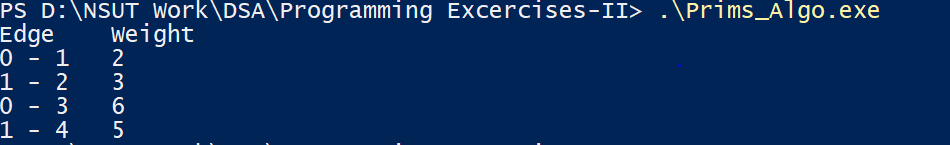 PS D:\NSUT Work\DSA\Programming Excercises-II> .\Prims_Algo.exe
Edge    Weight
0 - 1   2
1 - 2   3
0 - 3   6
1 - 4   5